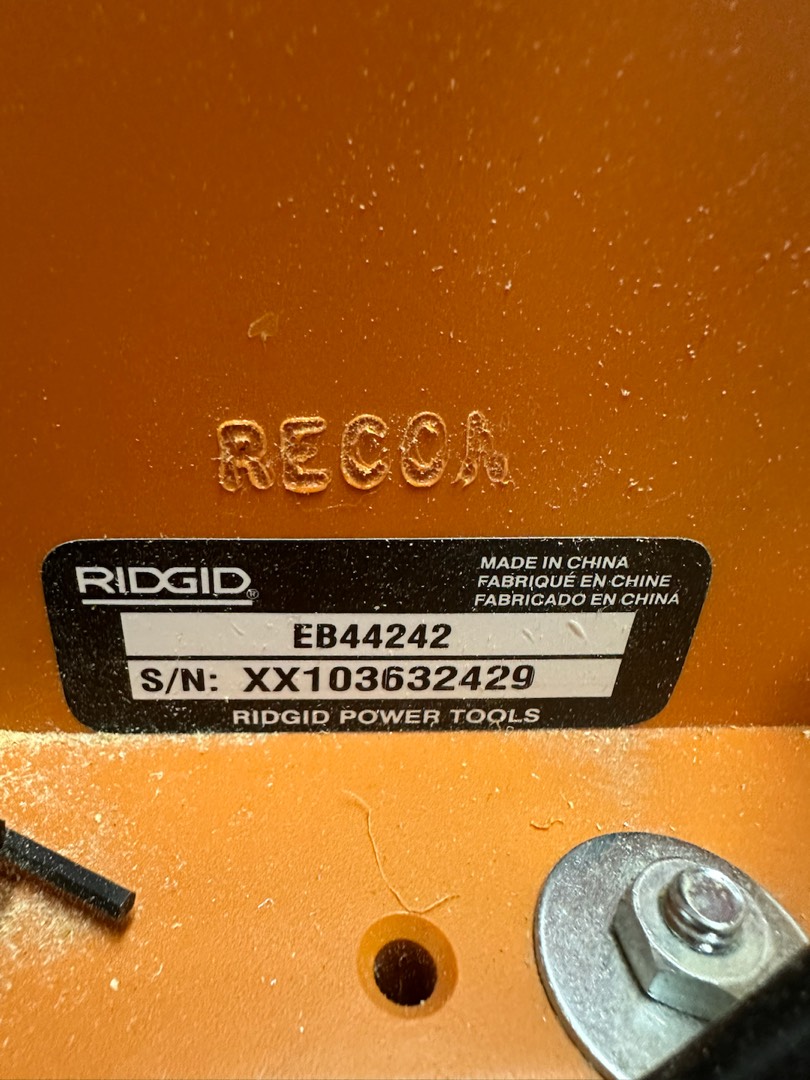 RECON
RIDGID®
MADE IN CHINA
FABRIQUÉ EN CHINE
FABRICADO EN CHINA
EB44242
S/N: XX103632429
RIDGID POWER TOOLS